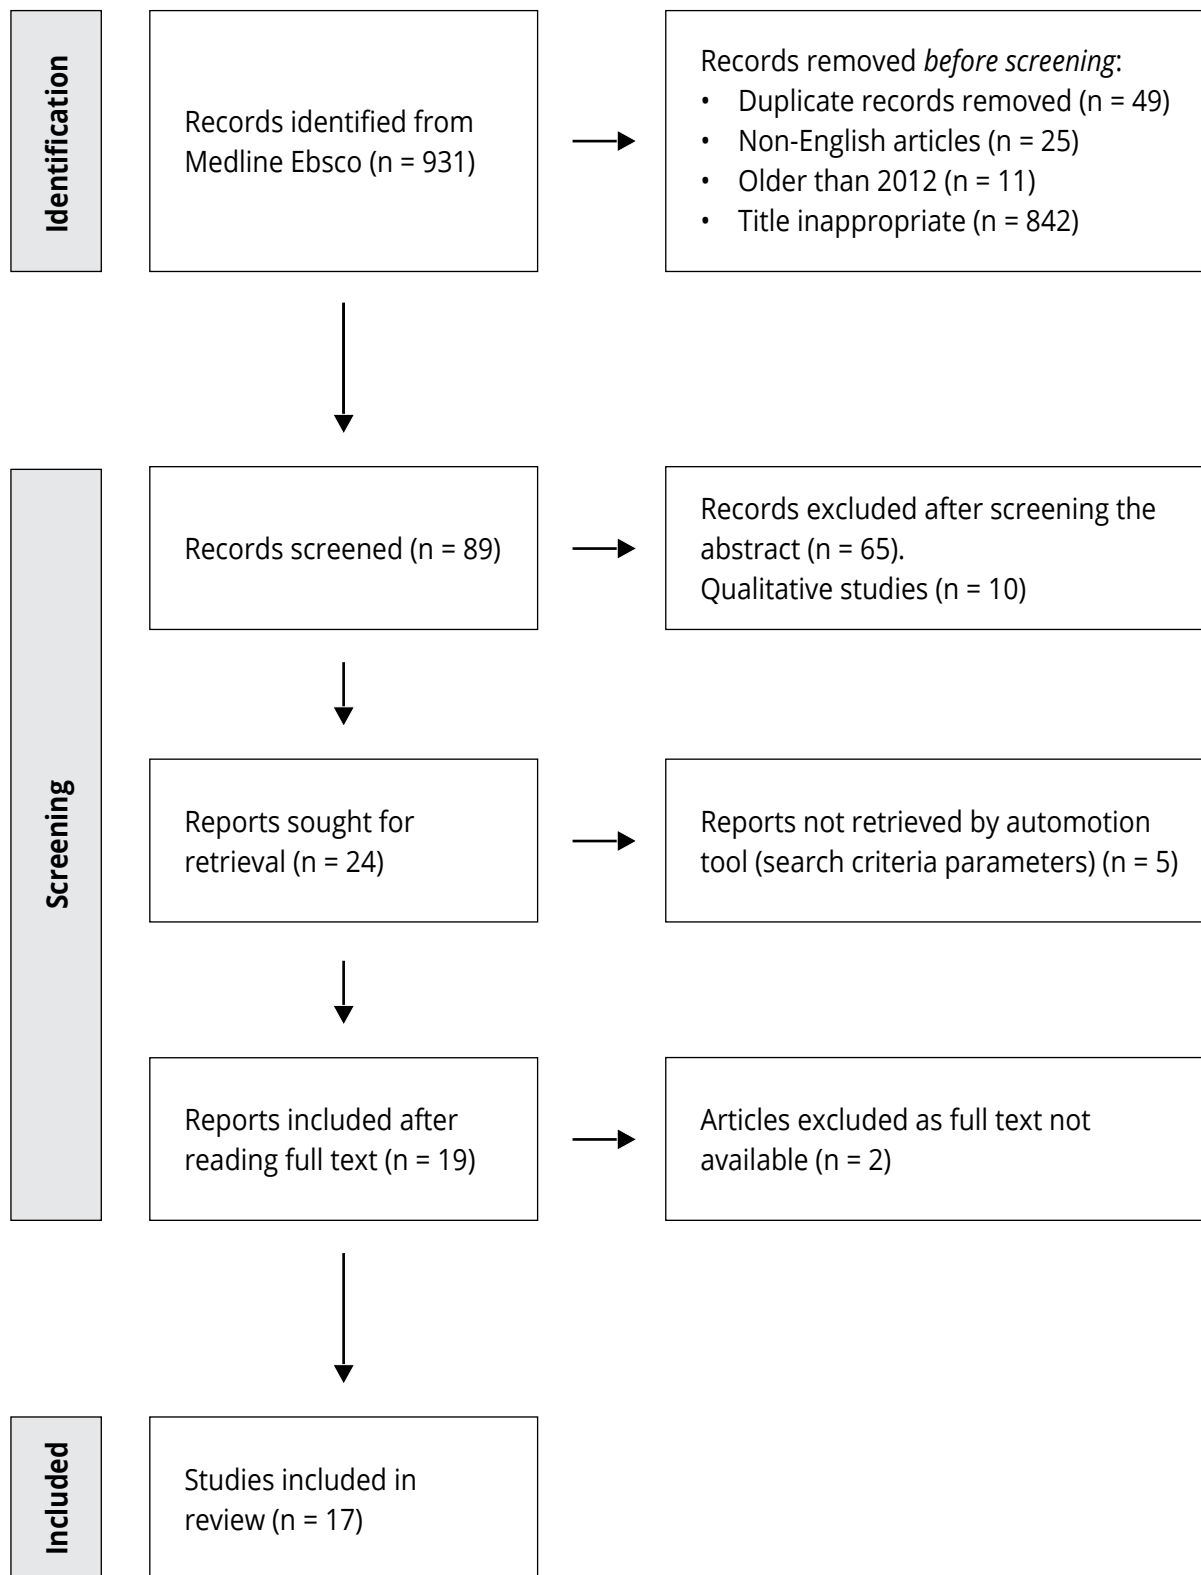 Identification
Records identified from
Medline Ebsco (n = 931)
Records removed before screening:
• Duplicate records removed (n = 49)
• Non-English articles (n = 25)
• Older than 2012 (n = 11)
• Title inappropriate (n = 842)
Screening
Records screened (n = 89)
Records excluded after screening the
abstract (n = 65).
Qualitative studies (n = 10)
Reports sought for
retrieval (n = 24)
Reports not retrieved by automotion
tool (search criteria parameters) (n = 5)
Reports included after
reading full text (n = 19)
Articles excluded as full text not
available (n = 2)
Included
Studies included in
review (n = 17)